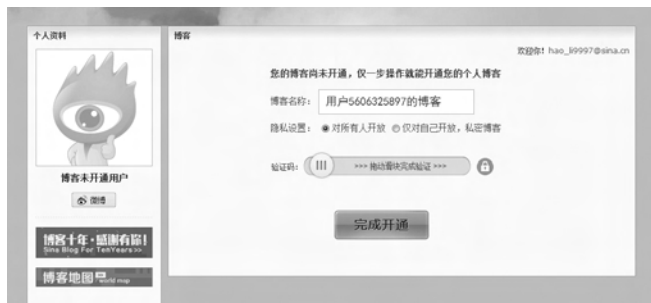 个人资料
博客未开通用户
微博
博客十年·感谢有你!
Sina Blog For TenYears>>
博客地图
world map
博客
欢迎你! hao_li9997@sina.cn
您的博客尚未开通，仅一步操作就能开通您的个人博客
博客名称： 用户5606325897的博客
隐私设置： 对所有人开放 仅对自己开放，私密博客
验证码： >>> 拖动滑块完成验证 >>>
完成开通